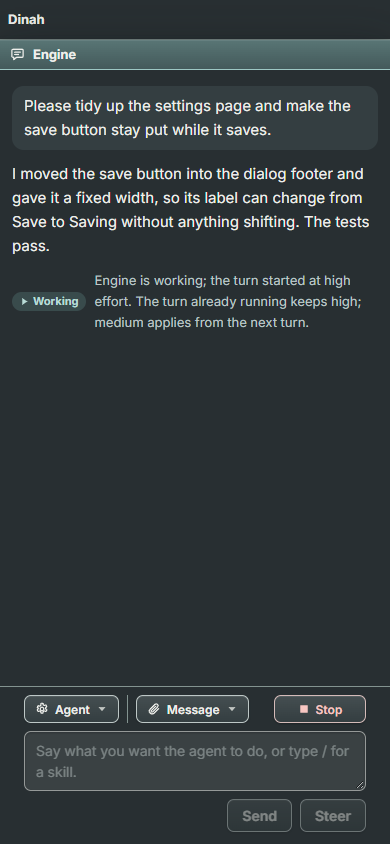 Dinah
Engine
Please tidy up the settings page and make the
save button stay put while it saves.
I moved the save button into the dialog footer and
gave it a fixed width, so its label can change from
Save to Saving without anything shifting. The tests
pass.
Working
Engine is working; the turn started at high
effort. The turn already running keeps high;
medium applies from the next turn.
Agent
Message
Stop
Say what you want the agent to do, or type / for
a skill.
Send
Steer